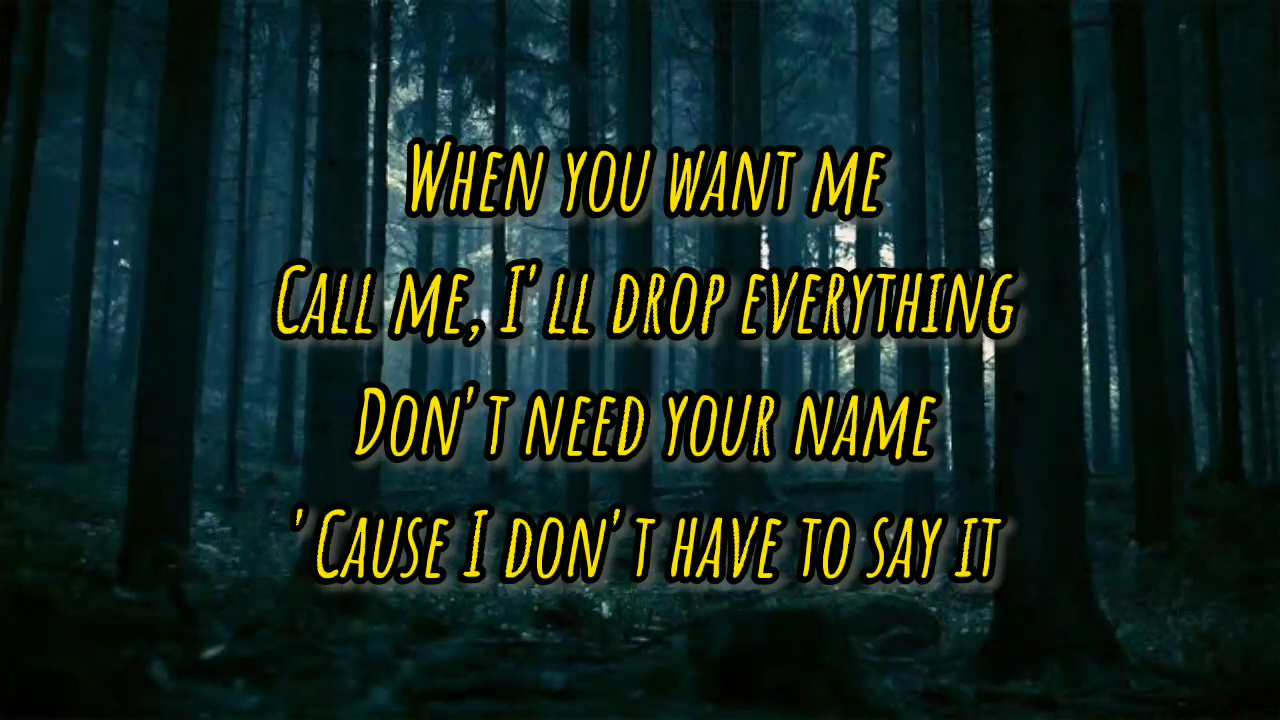 When you want me
Call me, I'll drop everything
Don't need your name
'Cause I don't have to say it